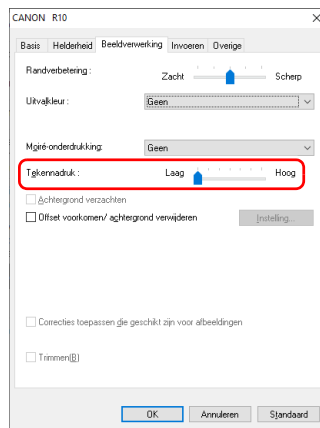 CANON R10
Basis Helderheid Beeldverwerking Invoeren Overige
Randverbetering : Zacht Scherp
Uitvalkleur : Geen
Moiré-onderdrukking: Geen
Tekennadruk : Laag Hoog
Achtergrond verzachten
Offset voorkomen/ achtergrond verwijderen Instelling...
Correcties toepassen die geschikt zijn voor afbeeldingen
Trimmen(B)
OK Annuleren Standaard